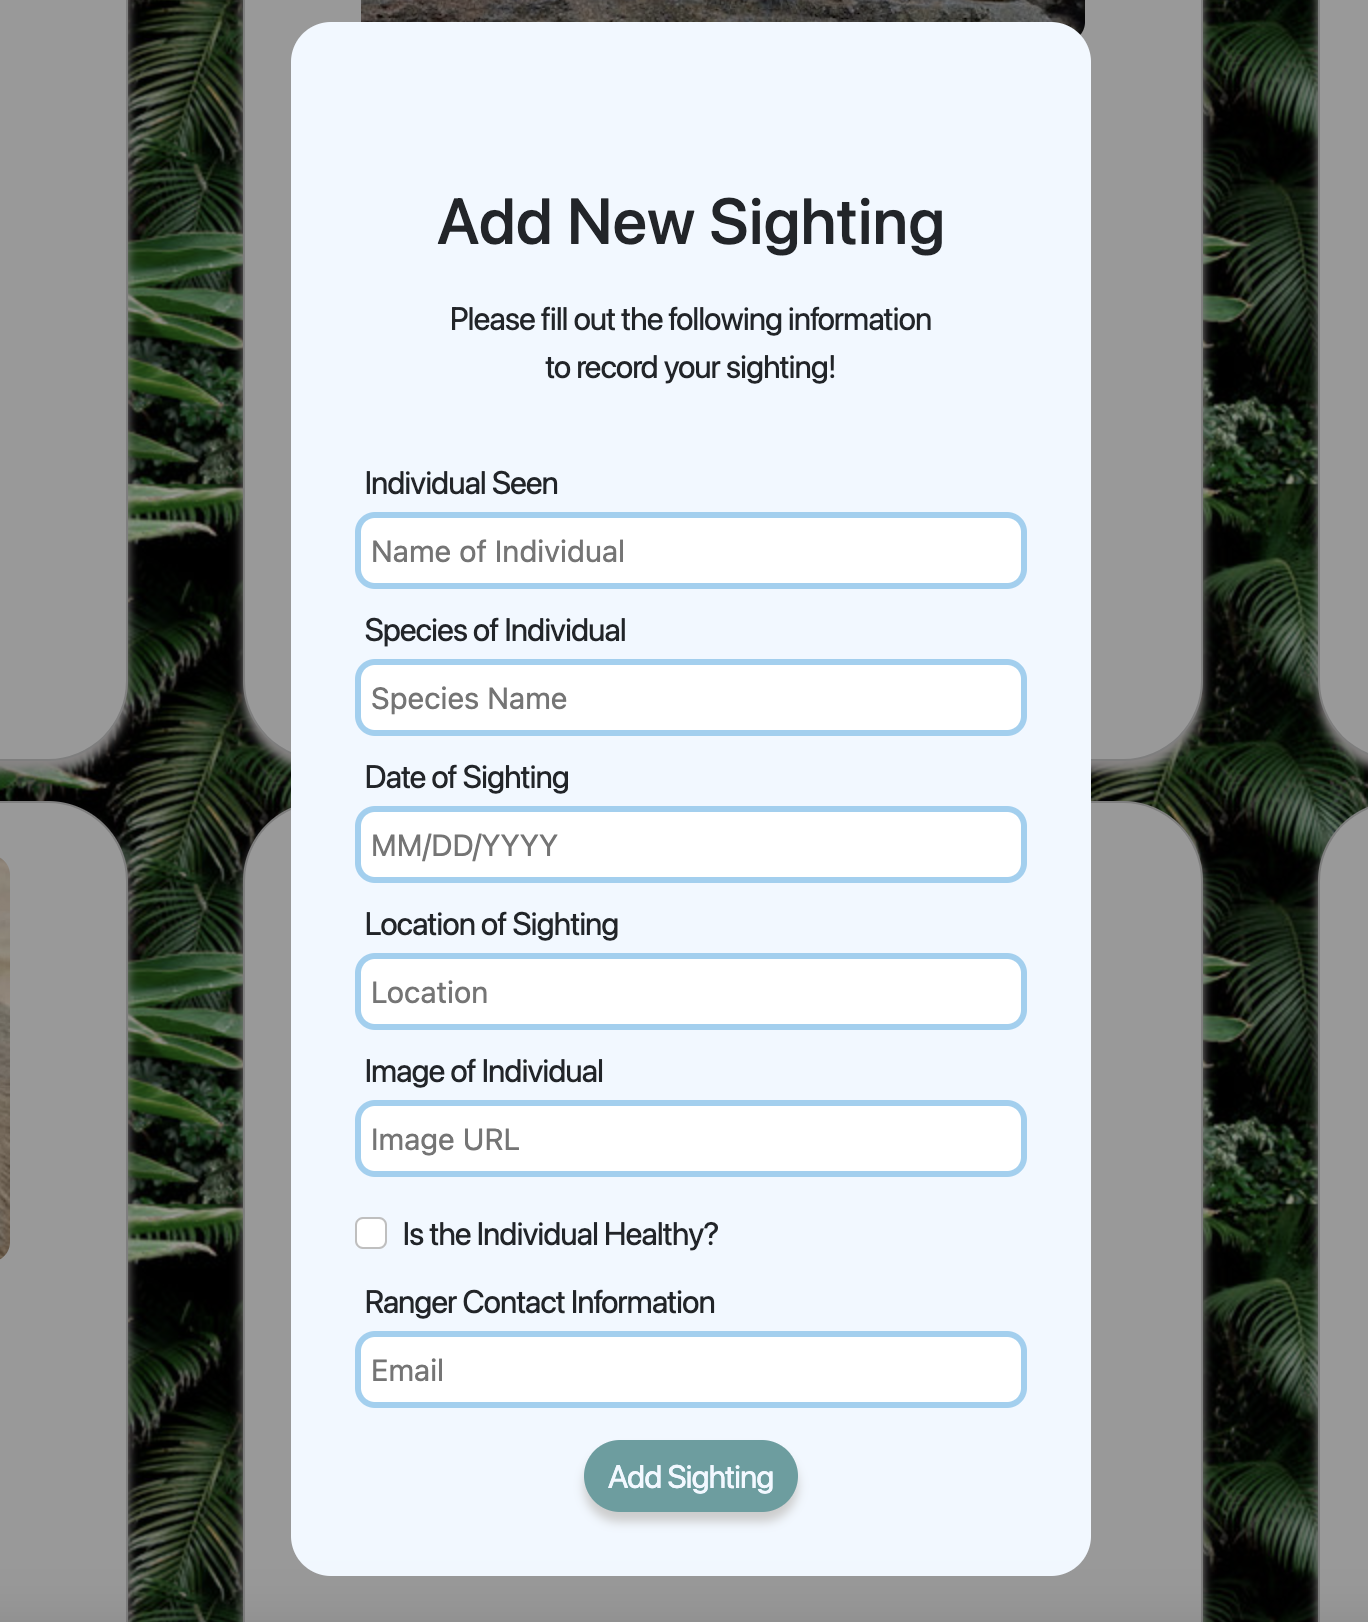 Add New Sighting
Please fill out the following information
to record your sighting!
Individual Seen
Name of Individual
Species of Individual
Species Name
Date of Sighting
MM/DD/YYYY
Location of Sighting
Location
Image of Individual
Image URL
Is the Individual Healthy?
Ranger Contact Information
Email
Add Sighting